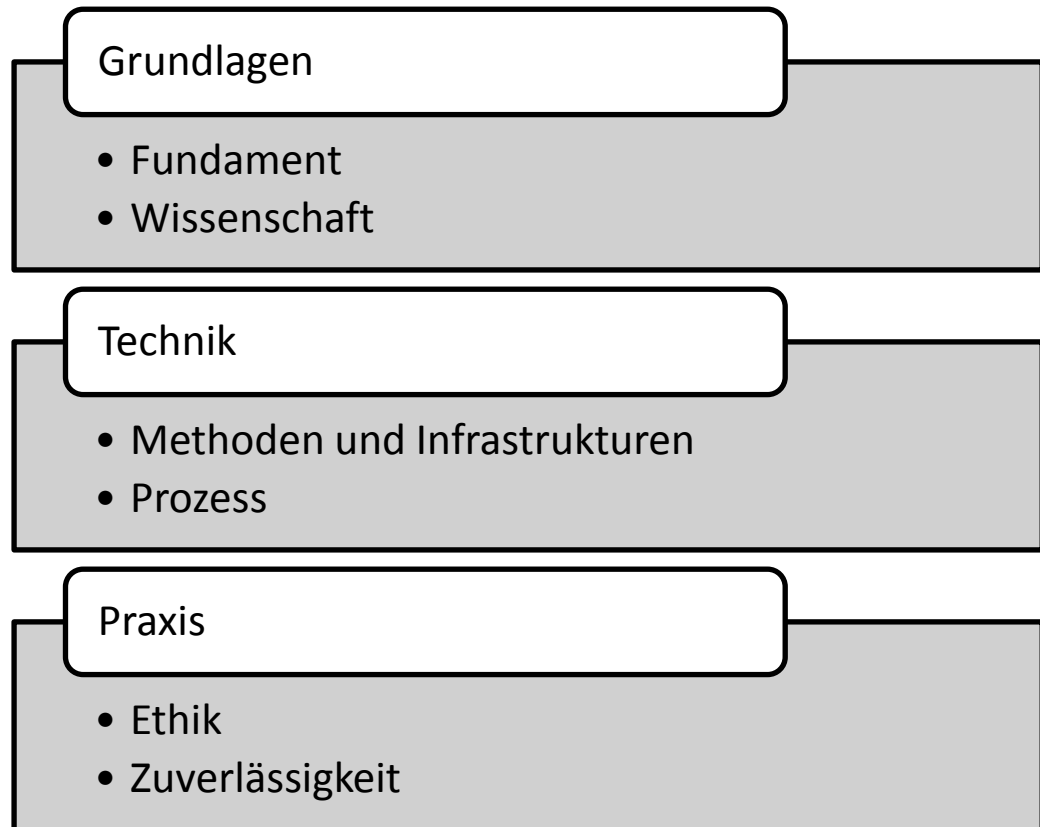 Grundlagen
• Fundament
• Wissenschaft
Technik
• Methoden und Infrastrukturen
• Prozess
Praxis
• Ethik
• Zuverlässigkeit